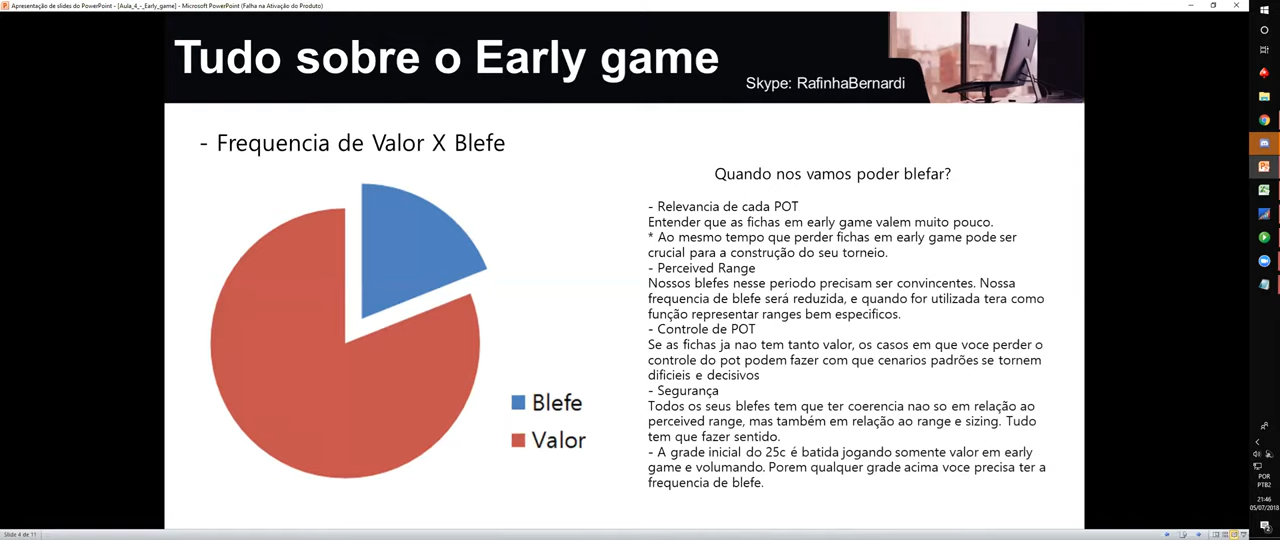 Apresentação de slides do PowerPoint - [Aula_4_-_Early_game] - Microsoft PowerPoint (Falha na Ativação do Produto)
Tudo sobre o Early game
Skype: RafinhaBernardi
- Frequencia de Valor X Blefe
Blefe
Valor
Quando nos vamos poder blefar?
- Relevancia de cada POT
Entender que as fichas em early game valem muito pouco.
* Ao mesmo tempo que perder fichas em early game pode ser
crucial para a construção do seu torneio.
- Perceived Range
Nossos blefes nesse periodo precisam ser convincentes. Nossa
frequencia de blefe será reduzida, e quando for utilizada tera como
função representar ranges bem especificos.
- Controle de POT
Se as fichas ja nao tem tanto valor, os casos em que voce perder o
controle do pot podem fazer com que cenarios padrões se tornem
dificieis e decisivos
- Segurança
Todos os seus blefes tem que ter coerencia nao so em relação ao
perceived range, mas também em relação ao range e sizing. Tudo
tem que fazer sentido.
- A grade inicial do 25c é batida jogando somente valor em early
game e volumando. Porem qualquer grade acima voce precisa ter a
frequencia de blefe.
POR
PTB2
21:46
05/07/2018
Slide 4 de 11